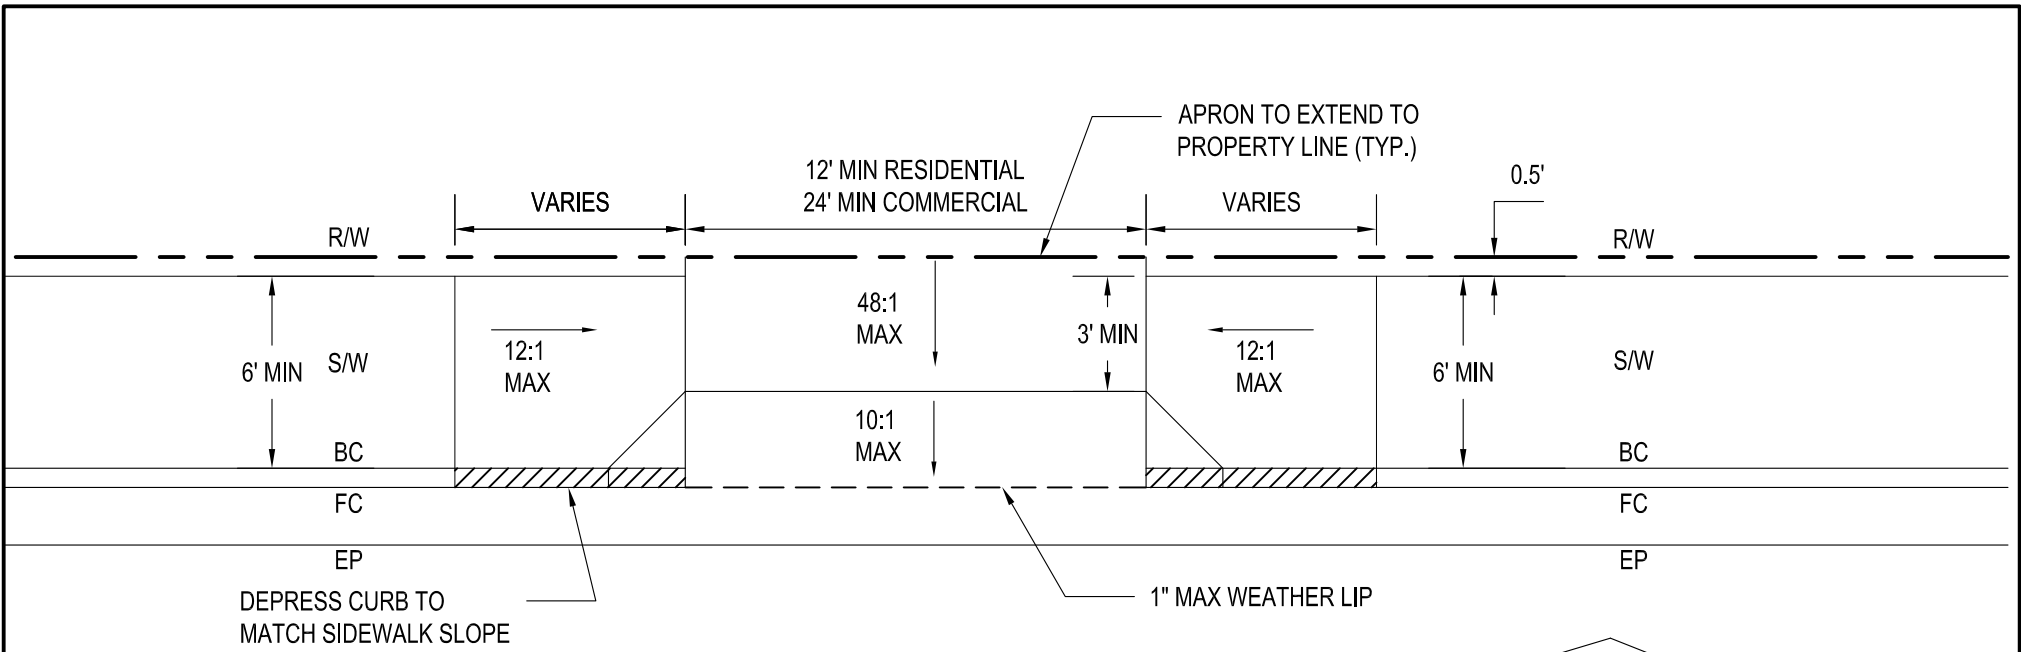 APRON TO EXTEND TO
PROPERTY LINE (TYP.)
12' MIN RESIDENTIAL
24' MIN COMMERCIAL
0.5'
VARIES
VARIES
R/W
R/W
48:1
MAX
3' MIN
12:1
MAX
12:1
MAX
6' MIN
S/W
6' MIN
S/W
10:1
MAX
BC
BC
FC
FC
EP
EP
DEPRESS CURB TO
MATCH SIDEWALK SLOPE
1" MAX WEATHER LIP